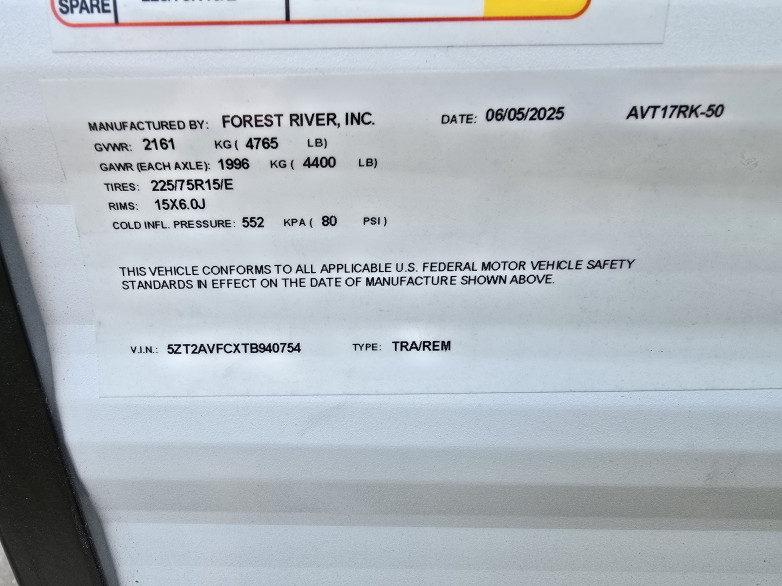 SPARE
MANUFACTURED BY: FOREST RIVER, INC. DATE: 06/05/2025 AVT17RK-50
GVWR: 2161 KG ( 4765 LB)
GAWR (EACH AXLE): 1996 KG ( 4400 LB)
TIRES: 225/75R15/E
RIMS: 15X6.0J
COLD INFL. PRESSURE: 552 KPA ( 80 PSI )
THIS VEHICLE CONFORMS TO ALL APPLICABLE U.S. FEDERAL MOTOR VEHICLE SAFETY
STANDARDS IN EFFECT ON THE DATE OF MANUFACTURE SHOWN ABOVE.
V.I.N.: 5ZT2AVFCXTB940754 TYPE: TRA/REM